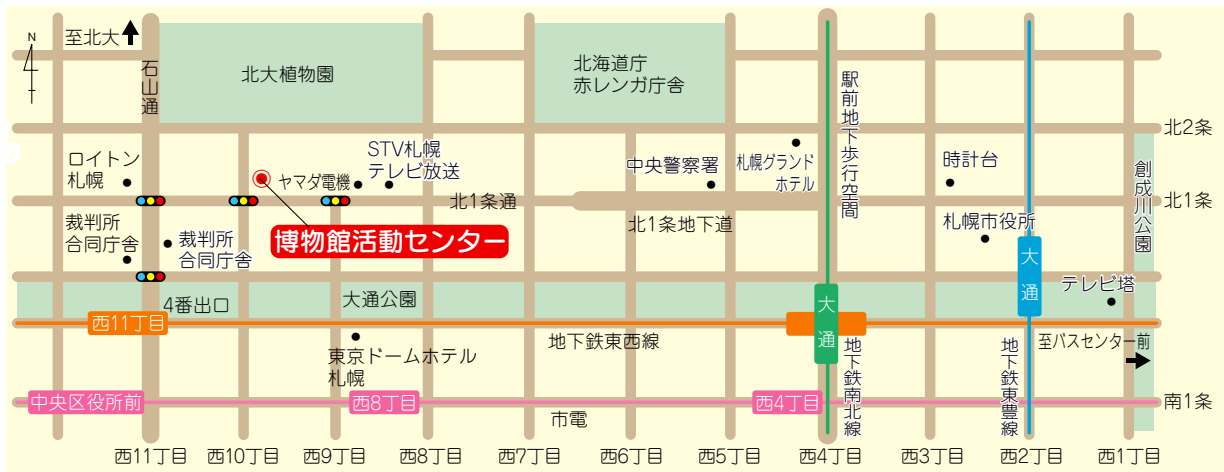 N
至北大
石山通
北大植物園
北海道庁
赤レンガ庁舎
駅前地下歩行空間
北2条
ロイトン
札幌
ヤマダ電機
STV札幌
テレビ放送
中央警察署
札幌グランド
ホテル
時計台
創成川公園
北1条通
北1条
北1条地下道
裁判所
合同庁舎
裁判所
合同庁舎
博物館活動センター
札幌市役所
大通
テレビ塔
4番出口
大通公園
大通
西11丁目
地下鉄東西線
至バスセンター前
東京ドームホテル
札幌
地下鉄南北線
地下鉄東豊線
中央区役所前
西8丁目
西4丁目
南1条
市電
西11丁目
西10丁目
西9丁目
西8丁目
西7丁目
西6丁目
西5丁目
西4丁目
西3丁目
西2丁目
西1丁目